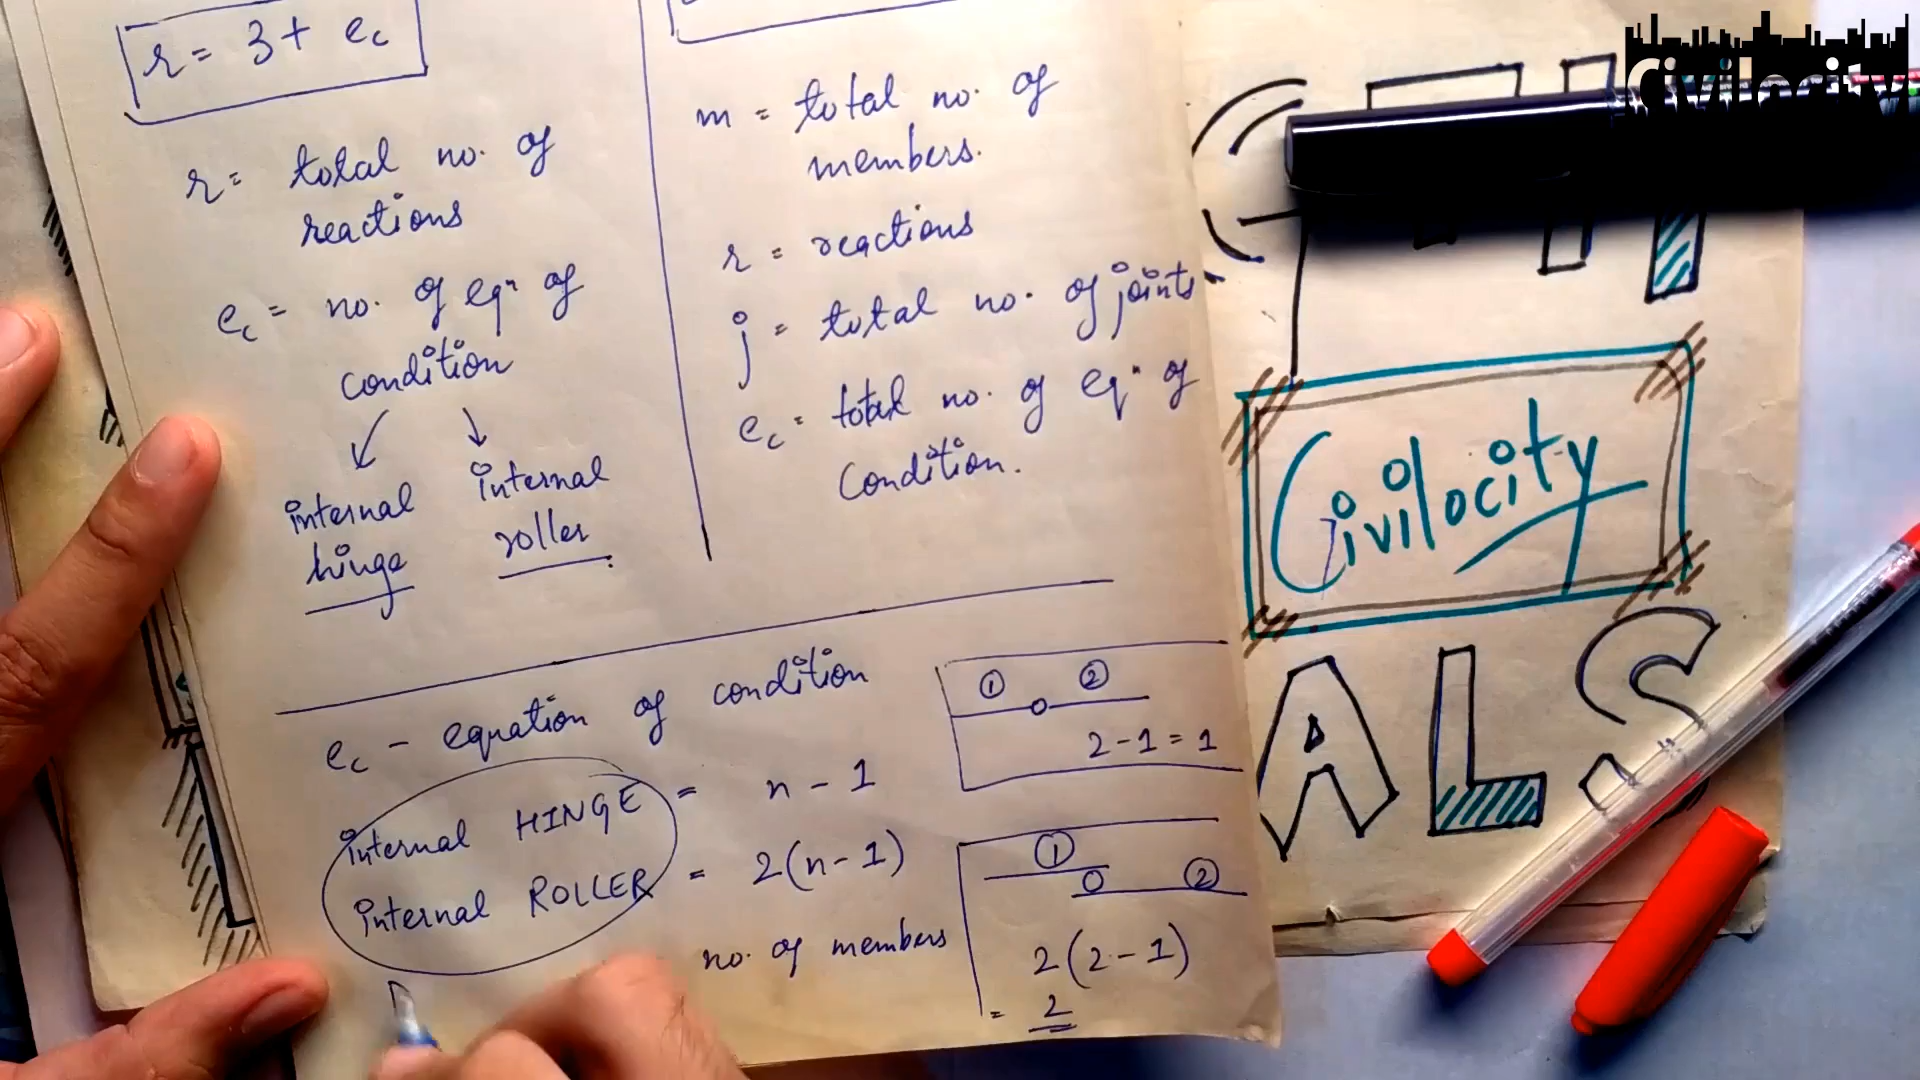 r = 3 + ec
r = total no. of
reactions
ec = no. of eqn of
condition
internal
hinge
internal
roller
m = total no. of
members.
r = reactions
j = total no. of joints
ec = total no. of eqn of
Condition.
ec - equation of condition
internal HINGE = n - 1
internal ROLLER = 2(n-1)
no. of members
① ②
2-1 = 1
① ②
2(2-1)
= 2
Civilocity
Civilocity
ALS